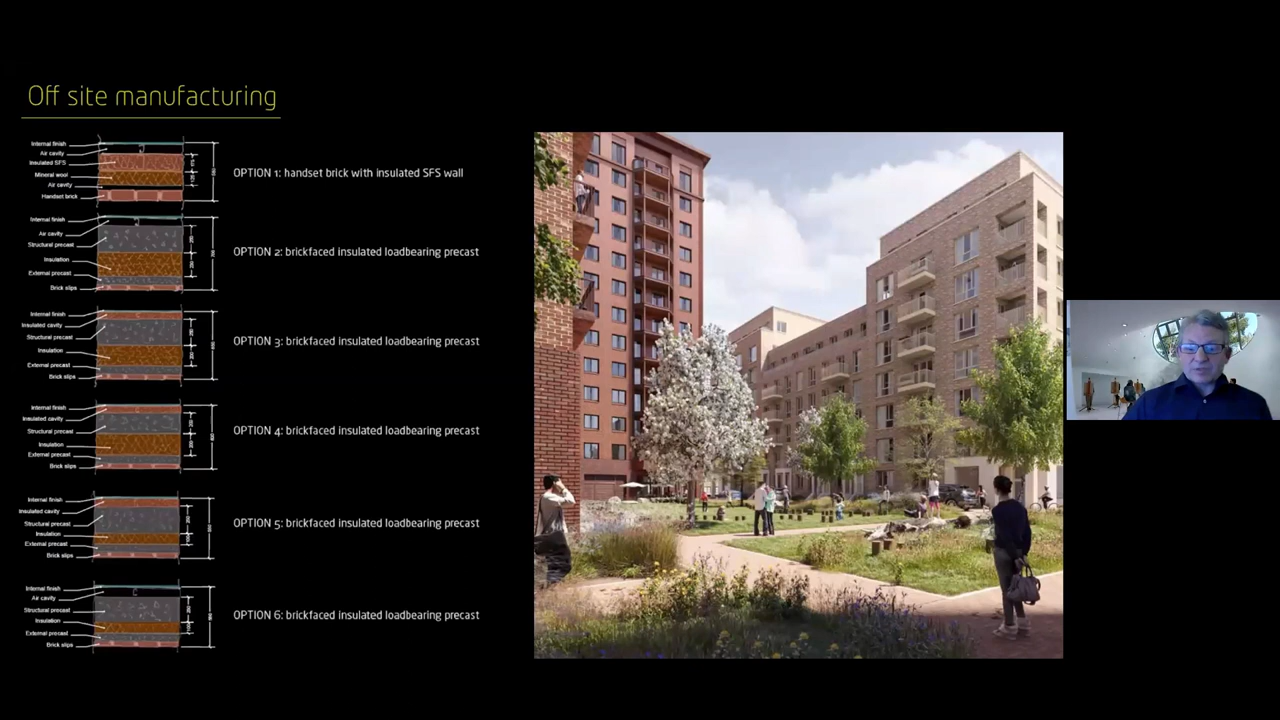 Off site manufacturing
Internal finish
Air cavity
Insulated SFS
Mineral wool
Air cavity
Handset brick
OPTION 1: handset brick with insulated SFS wall
Internal finish
Air cavity
Structural precast
Insulation
External precast
Brick slips
OPTION 2: brickfaced insulated loadbearing precast
Internal finish
Insulated cavity
Structural precast
Insulation
External precast
Brick slips
OPTION 3: brickfaced insulated loadbearing precast
Internal finish
Insulated cavity
Structural precast
Insulation
External precast
Brick slips
OPTION 4: brickfaced insulated loadbearing precast
Internal finish
Insulated cavity
Structural precast
Insulation
External precast
Brick slips
OPTION 5: brickfaced insulated loadbearing precast
Internal finish
Air cavity
Structural precast
Insulation
External precast
Brick slips
OPTION 6: brickfaced insulated loadbearing precast